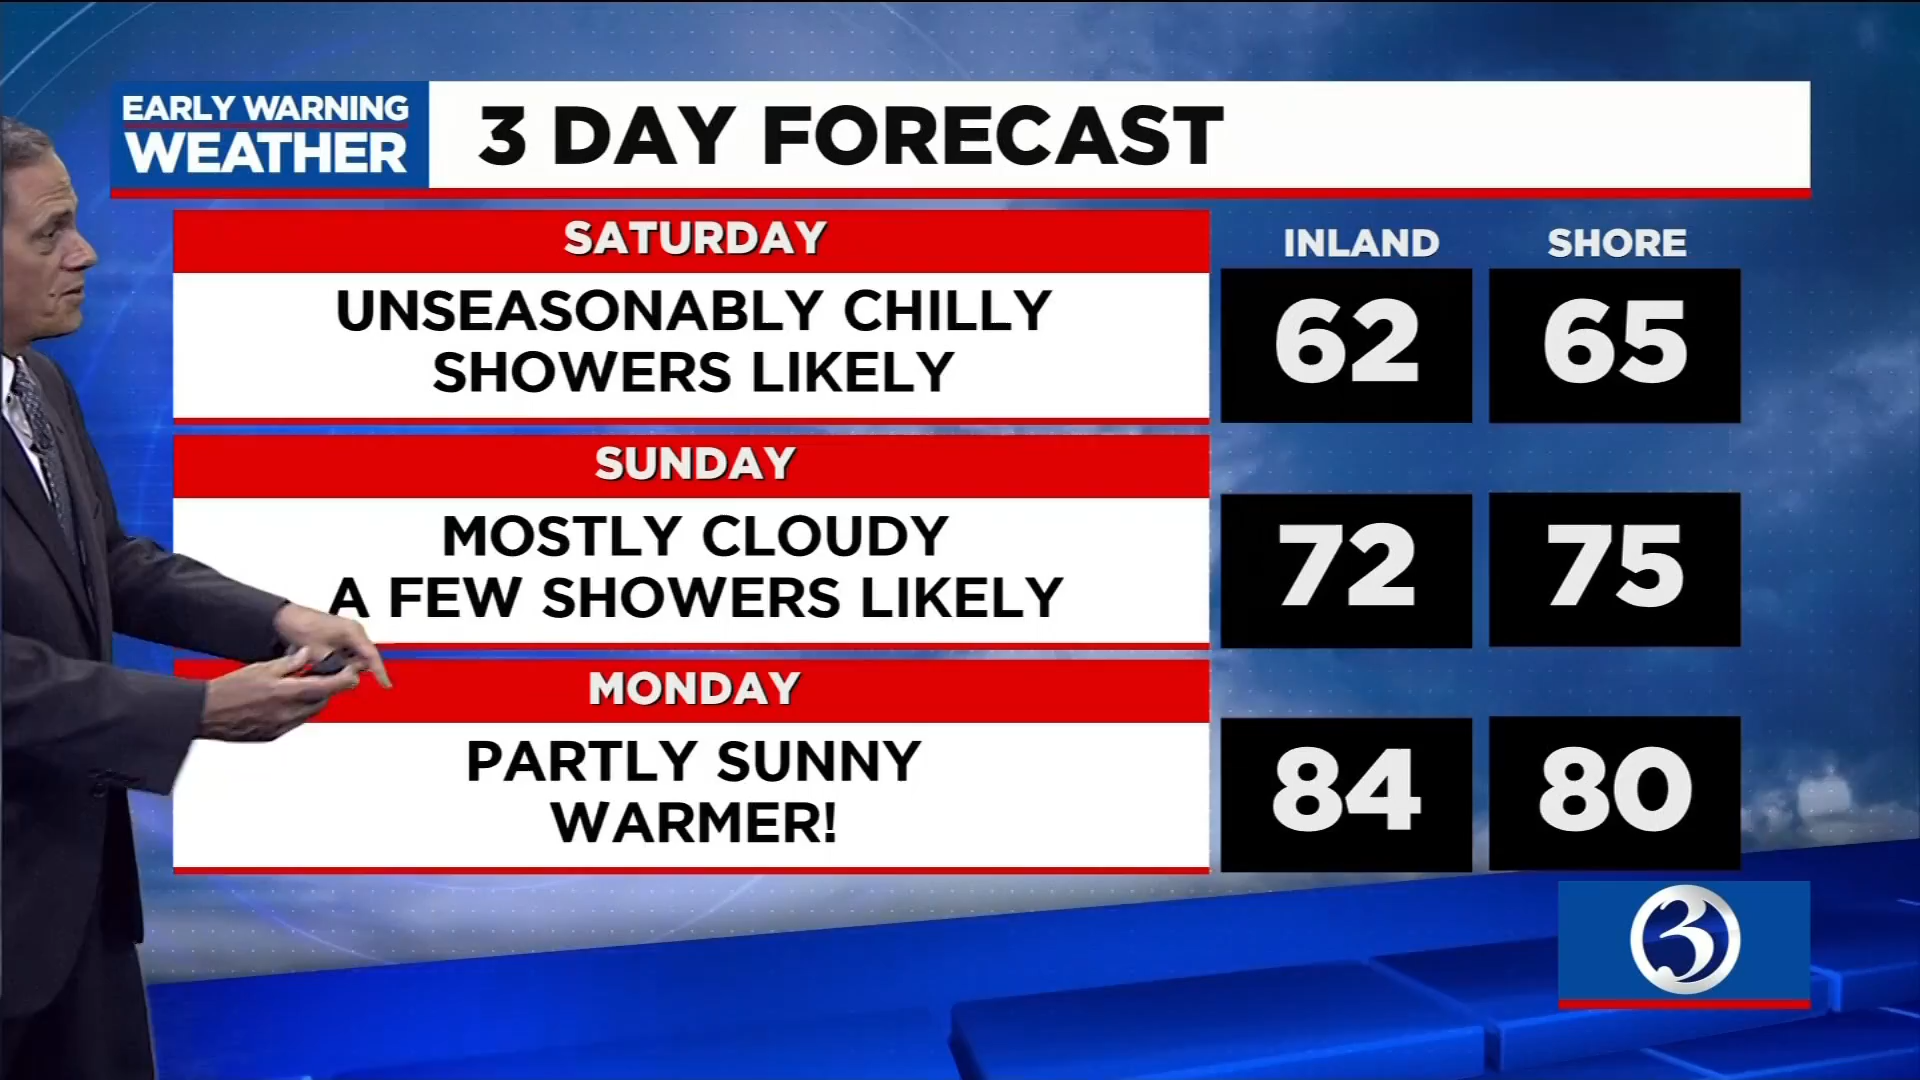 EARLY WARNING
WEATHER
3 DAY FORECAST
SATURDAY
INLAND
SHORE
UNSEASONABLY CHILLY
SHOWERS LIKELY
62
65
SUNDAY
MOSTLY CLOUDY
A FEW SHOWERS LIKELY
72
75
MONDAY
PARTLY SUNNY
WARMER!
84
80
3